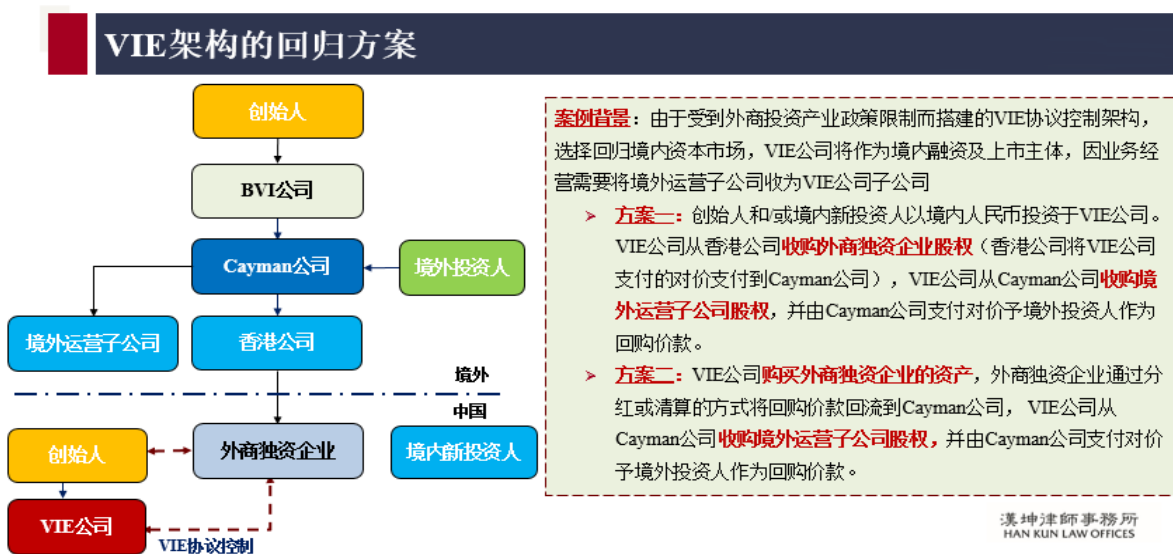 VIE架构的回归方案
创始人
BVI公司
Cayman公司
境外投资人
境外运营子公司
香港公司
境外
中国
创始人
外商独资企业
境内新投资人
VIE公司
VIE协议控制
案例背景：由于受到外商投资产业政策限制而搭建的VIE协议控制架构，
选择回归境内资本市场，VIE公司将作为境内融资及上市主体，因业务经
营需要将境外运营子公司收为VIE公司子公司
➢ 方案一：创始人和/或境内新投资人以境内人民币投资于VIE公司。
VIE公司从香港公司收购外商独资企业股权（香港公司将VIE公司
支付的对价支付到Cayman公司），VIE公司从Cayman公司收购境
外运营子公司股权，并由Cayman公司支付对价予境外投资人作为
回购价款。
➢ 方案二：VIE公司购买外商独资企业的资产，外商独资企业通过分
红或清算的方式将回购价款回流到Cayman公司， VIE公司从
Cayman公司收购境外运营子公司股权，并由Cayman公司支付对价
予境外投资人作为回购价款。
漢坤律師事務所
HAN KUN LAW OFFICES